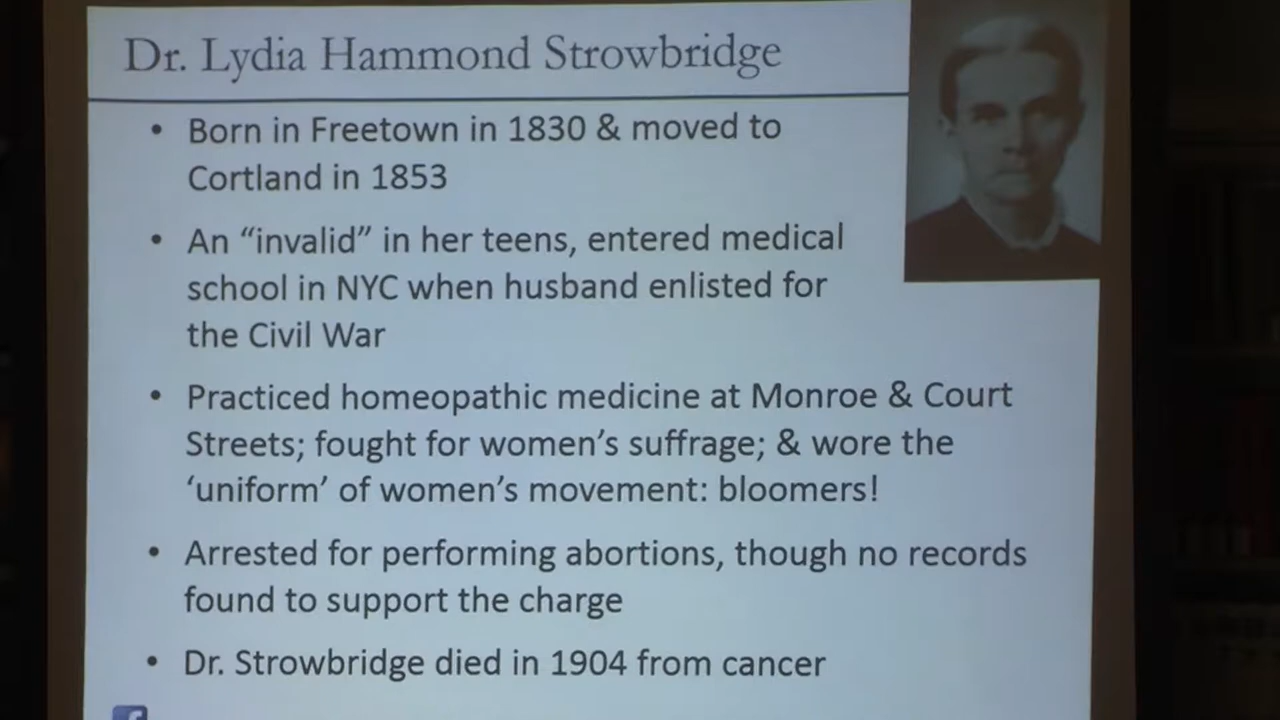 Dr. Lydia Hammond Strowbridge
• Born in Freetown in 1830 & moved to
Cortland in 1853
• An “invalid” in her teens, entered medical
school in NYC when husband enlisted for
the Civil War
• Practiced homeopathic medicine at Monroe & Court
Streets; fought for women’s suffrage; & wore the
‘uniform’ of women’s movement: bloomers!
• Arrested for performing abortions, though no records
found to support the charge
• Dr. Strowbridge died in 1904 from cancer